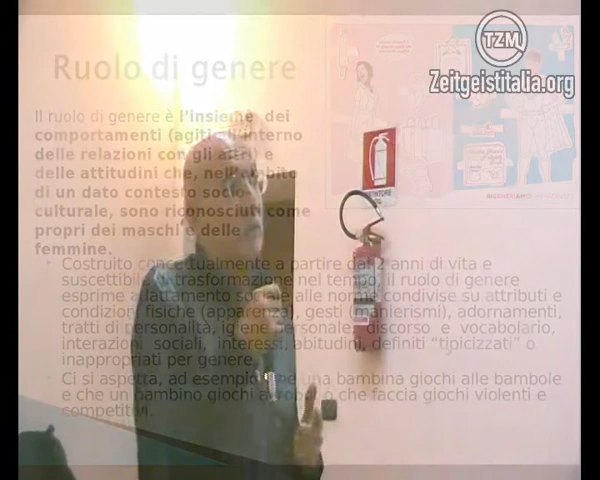 TZM
Zeitgeistitalia.org
Ruolo di genere
Il ruolo di genere è l'insieme dei
comportamenti (agiti all'interno
delle relazioni con gli altri e
delle attitudini che, nell'ambito
di un dato contesto socio-
culturale, sono riconosciuti come
propri dei maschi e delle
femmine.
• Costruito concettualmente a partire dai 2 anni di vita e
suscettibile di trasformazione nel tempo, il ruolo di genere
esprime adattamento sociale alle norme condivise su attributi e
condizioni fisiche (apparenza, gesti manierismi), adornamenti,
tratti di personalità, igiene personale, discorso e vocabolario,
interazioni sociali, interessi, abitudini, definiti “tipicizzati” o
inappropriati per genere.
• Ci si aspetta, ad esempio, che una bambina giochi alle bambole
e che un bambino giochi a o che faccia giochi violenti e
competitivi.
ESTINTORE